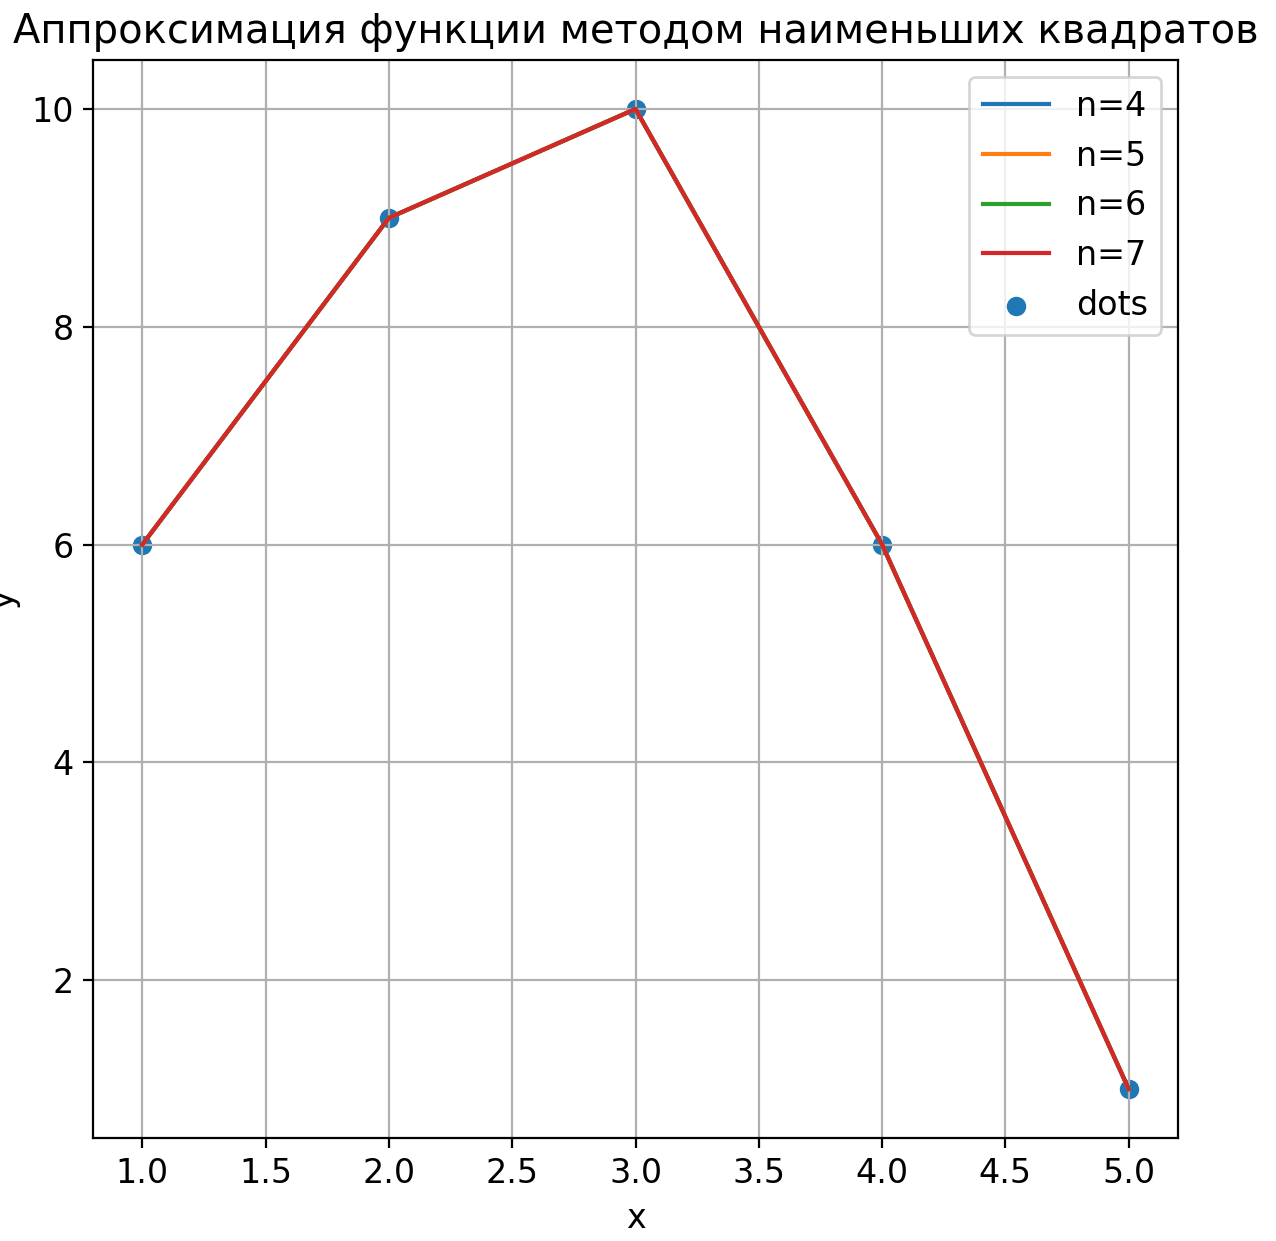 Аппроксимация функции методом наименьших квадратов
n=4
n=5
n=6
n=7
dots
10
8
6
4
2
y
1.0 1.5 2.0 2.5 3.0 3.5 4.0 4.5 5.0
x